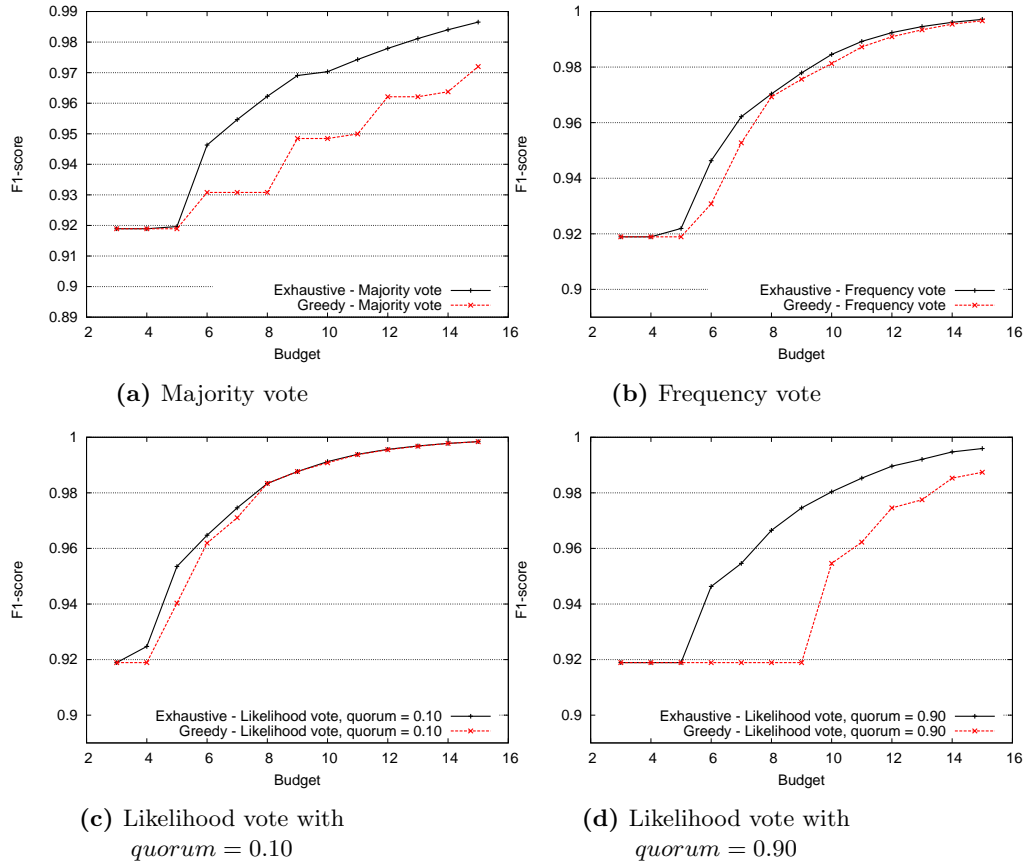 0.99
0.98
0.97
0.96
0.95
0.94
0.93
0.92
0.91
0.9
0.89
F1-score
Exhaustive - Majority vote
Greedy - Majority vote
2 4 6 8 10 12 14 16
Budget
(a) Majority vote
1
0.98
0.96
0.94
0.92
0.9
F1-score
Exhaustive - Frequency vote
Greedy - Frequency vote
2 4 6 8 10 12 14 16
Budget
(b) Frequency vote
1
0.98
0.96
0.94
0.92
0.9
F1-score
Exhaustive - Likelihood vote, quorum = 0.10
Greedy - Likelihood vote, quorum = 0.10
2 4 6 8 10 12 14 16
Budget
(c) Likelihood vote with
quorum = 0.10
1
0.98
0.96
0.94
0.92
0.9
F1-score
Exhaustive - Likelihood vote, quorum = 0.90
Greedy - Likelihood vote, quorum = 0.90
2 4 6 8 10 12 14 16
Budget
(d) Likelihood vote with
quorum = 0.90